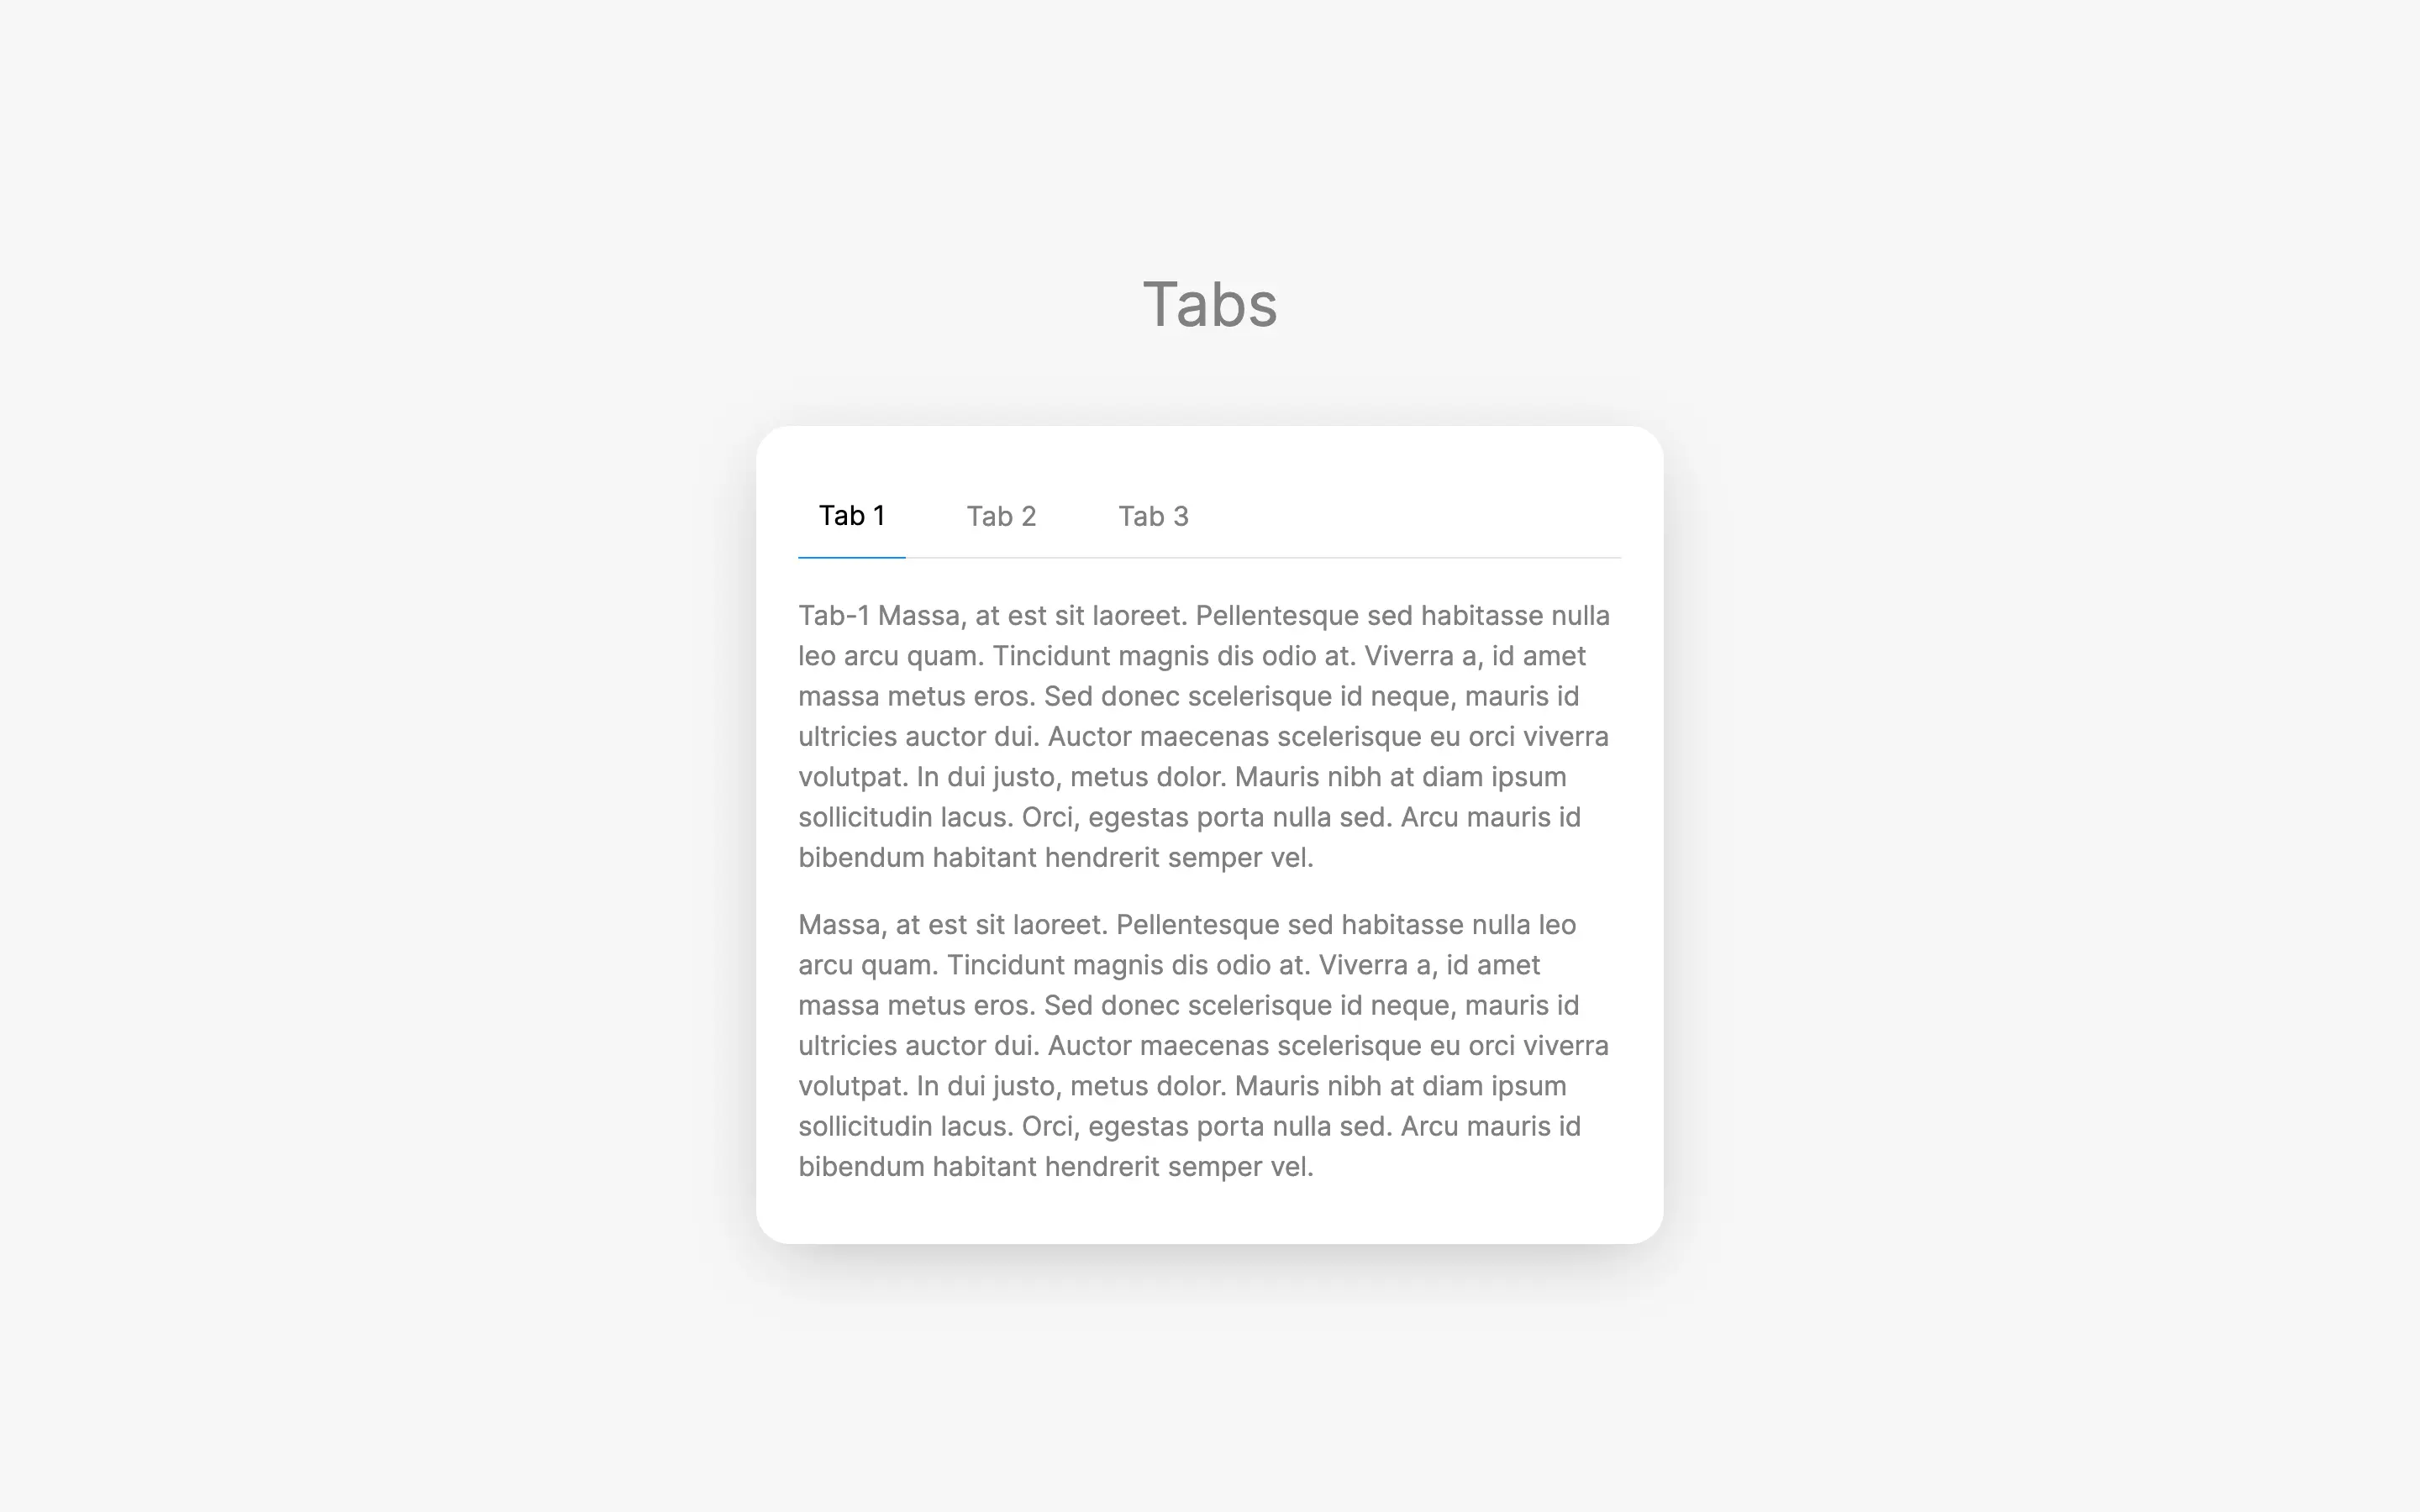 Tabs
Tab 1 Tab 2 Tab 3
Tab-1 Massa, at est sit laoreet. Pellentesque sed habitasse nulla
leo arcu quam. Tincidunt magnis dis odio at. Viverra a, id amet
massa metus eros. Sed donec scelerisque id neque, mauris id
ultricies auctor dui. Auctor maecenas scelerisque eu orci viverra
volutpat. In dui justo, metus dolor. Mauris nibh at diam ipsum
sollicitudin lacus. Orci, egestas porta nulla sed. Arcu mauris id
bibendum habitant hendrerit semper vel.
Massa, at est sit laoreet. Pellentesque sed habitasse nulla leo
arcu quam. Tincidunt magnis dis odio at. Viverra a, id amet
massa metus eros. Sed donec scelerisque id neque, mauris id
ultricies auctor dui. Auctor maecenas scelerisque eu orci viverra
volutpat. In dui justo, metus dolor. Mauris nibh at diam ipsum
sollicitudin lacus. Orci, egestas porta nulla sed. Arcu mauris id
bibendum habitant hendrerit semper vel.